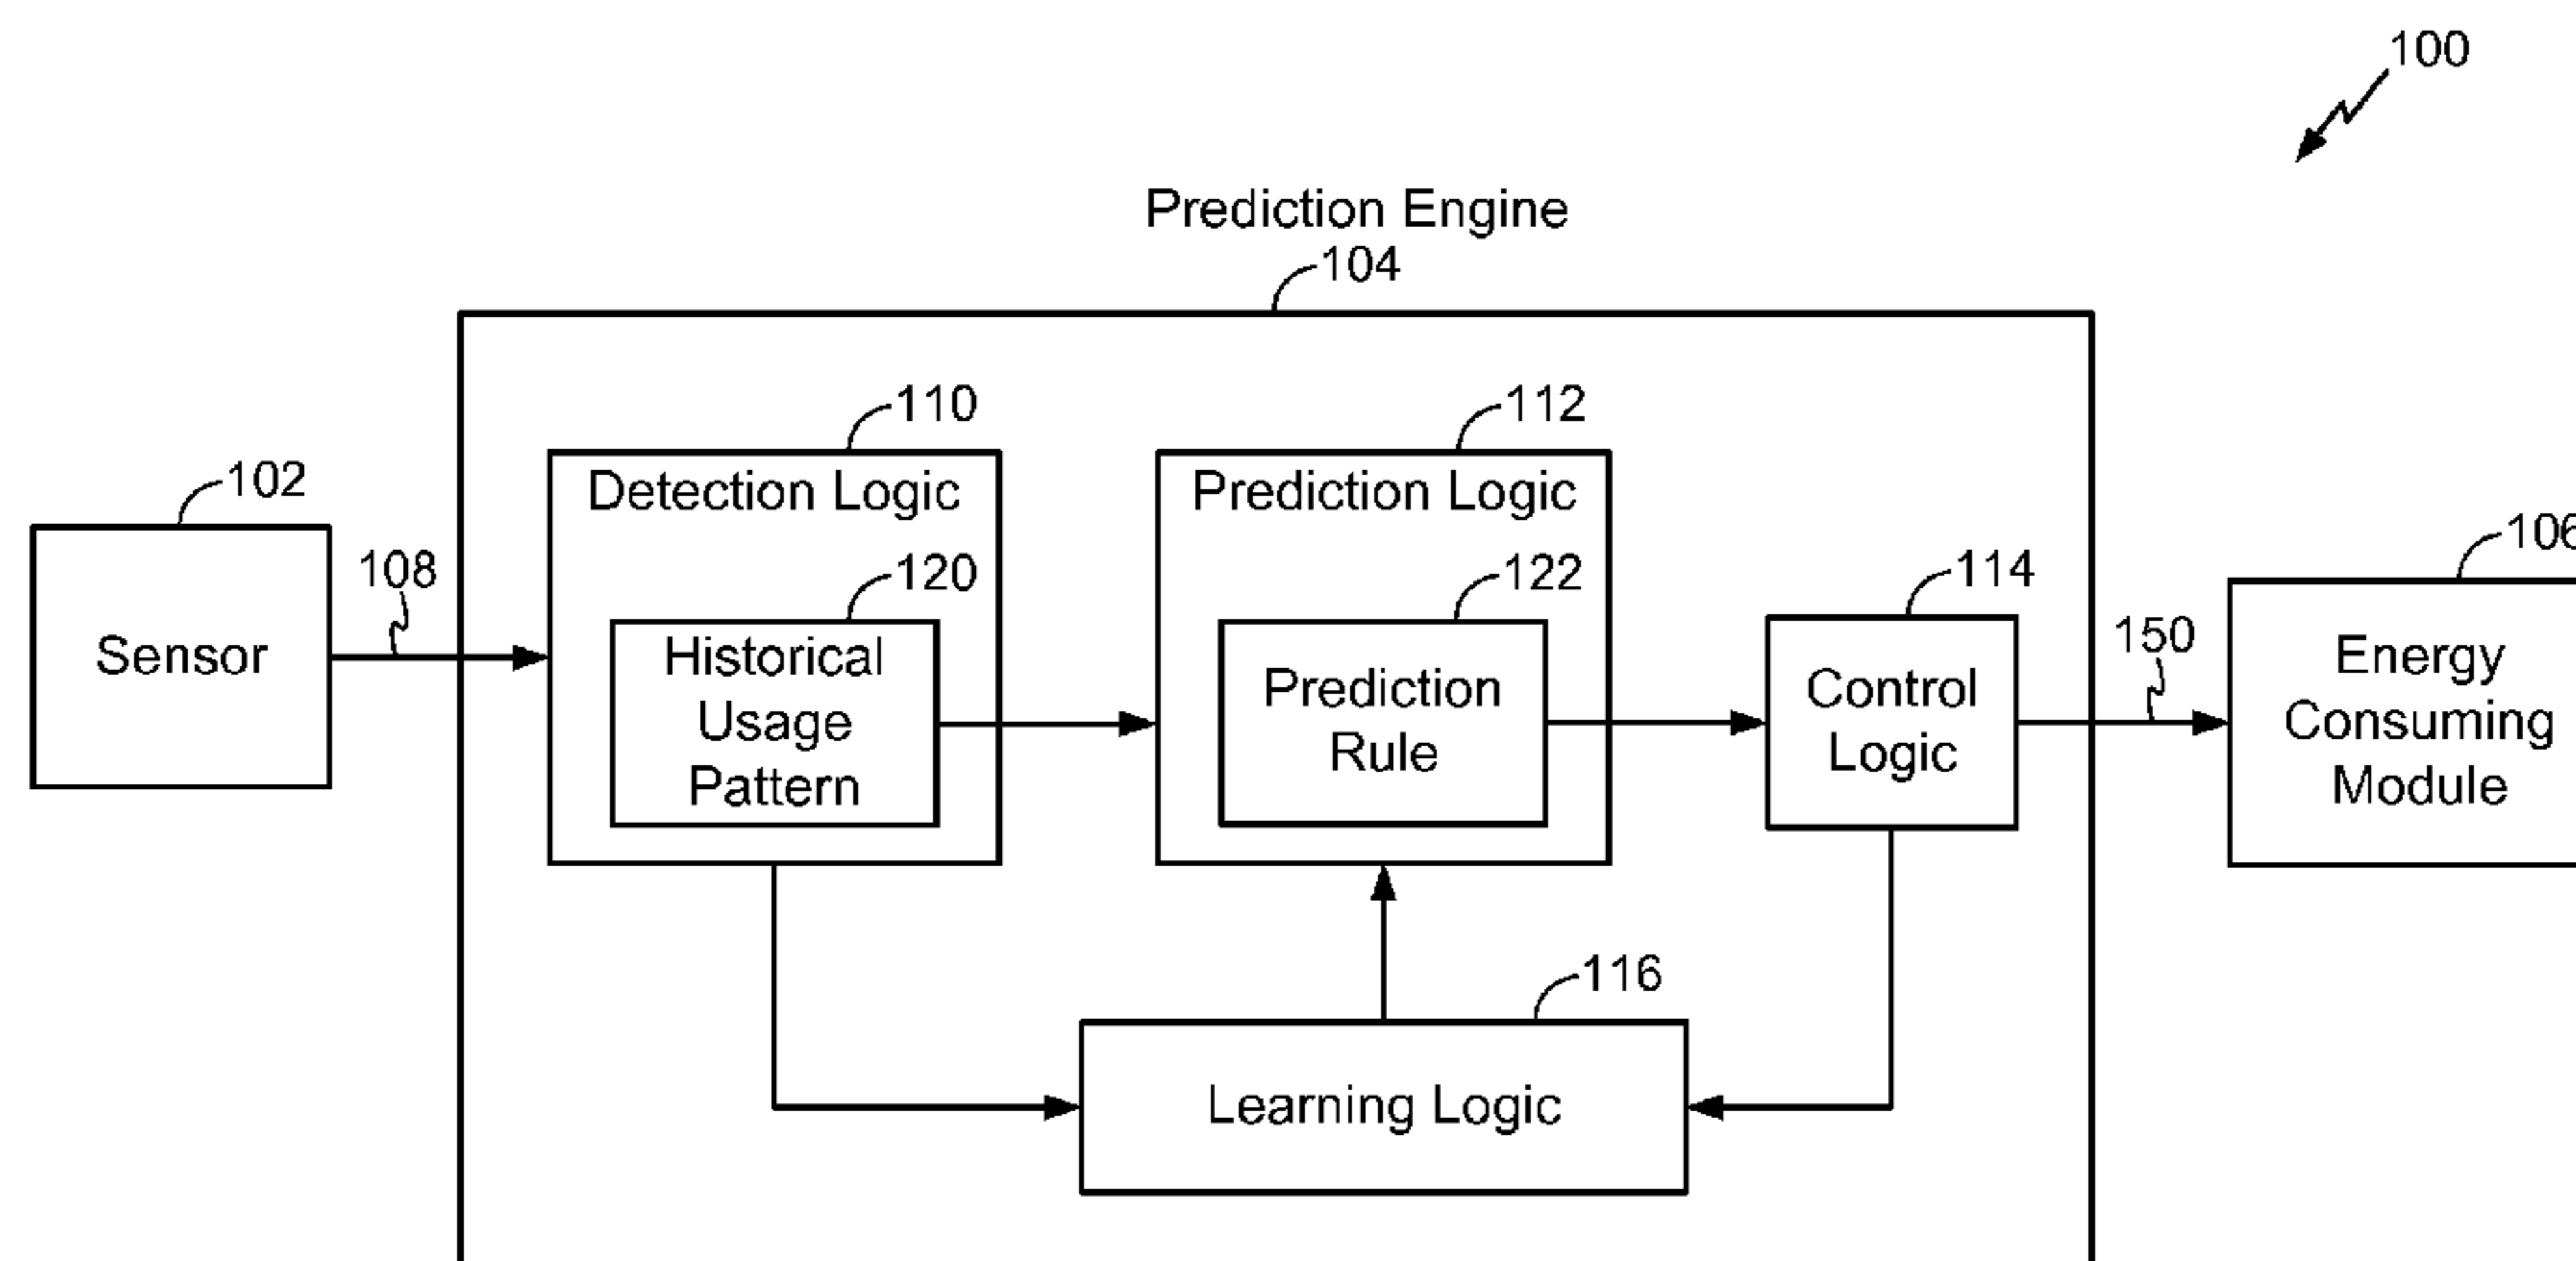 100
Prediction Engine
104
110
112
Detection Logic
Prediction Logic
102
106
108
120
122
114
150
Sensor
Historical
Usage
Pattern
Prediction
Rule
Control
Logic
Energy
Consuming
Module
116
Learning Logic